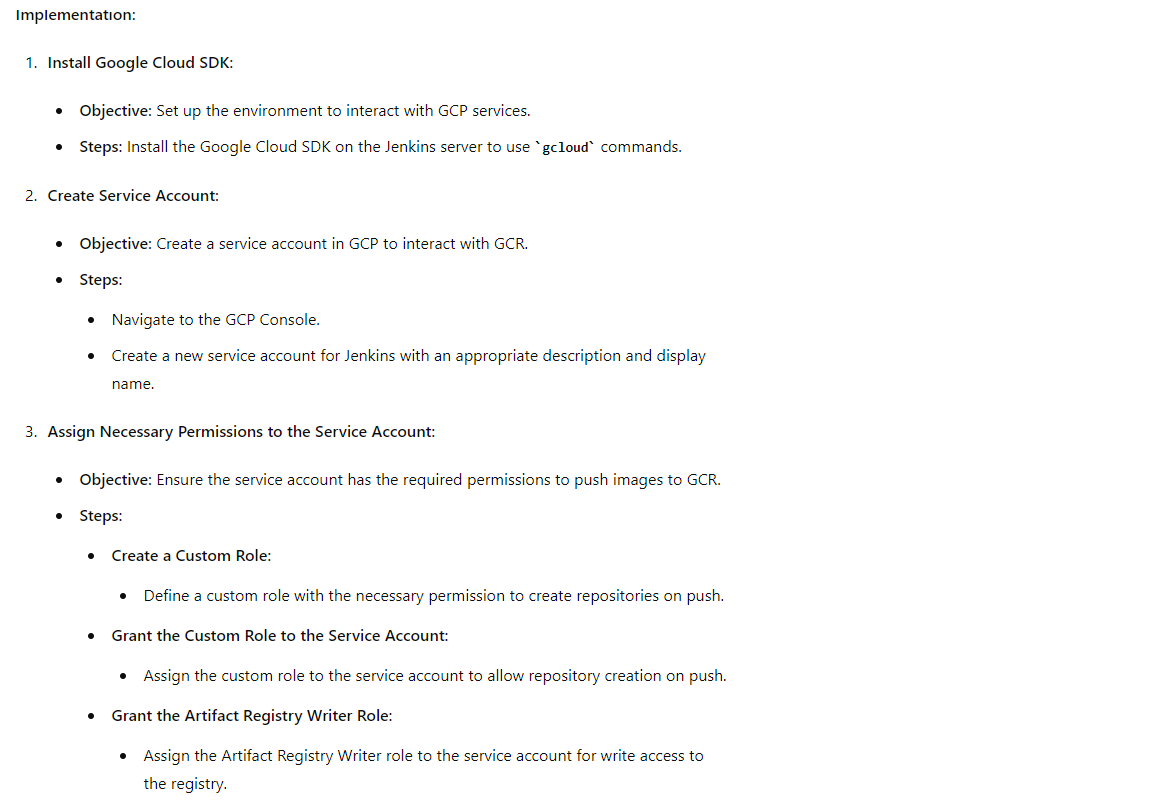 Implementation:
1. Install Google Cloud SDK:
• Objective: Set up the environment to interact with GCP services.
• Steps: Install the Google Cloud SDK on the Jenkins server to use `gcloud` commands.
2. Create Service Account:
• Objective: Create a service account in GCP to interact with GCR.
• Steps:
• Navigate to the GCP Console.
• Create a new service account for Jenkins with an appropriate description and display
name.
3. Assign Necessary Permissions to the Service Account:
• Objective: Ensure the service account has the required permissions to push images to GCR.
• Steps:
• Create a Custom Role:
• Define a custom role with the necessary permission to create repositories on push.
• Grant the Custom Role to the Service Account:
• Assign the custom role to the service account to allow repository creation on push.
• Grant the Artifact Registry Writer Role:
• Assign the Artifact Registry Writer role to the service account for write access to
the registry.